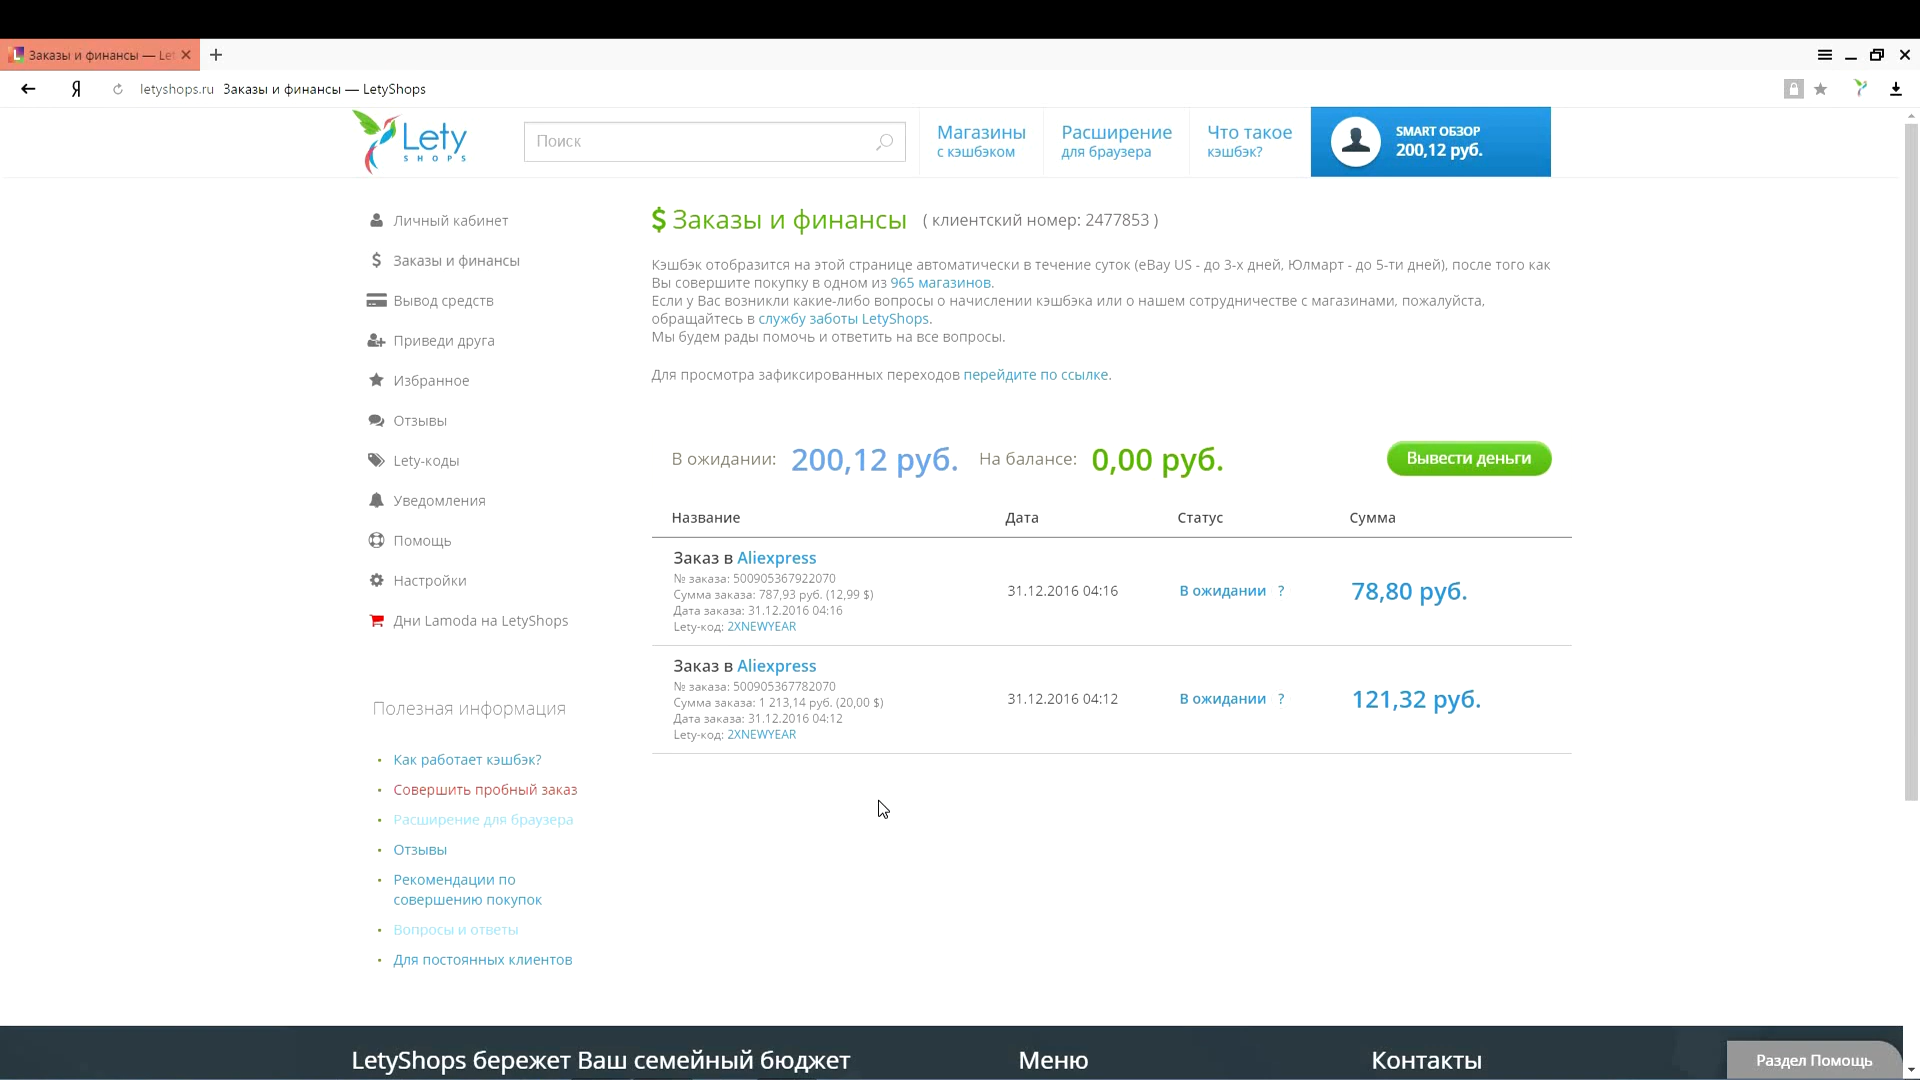 Заказы и финансы — Let
letyshops.ru Заказы и финансы — LetyShops
Lety
SHOPS
Поиск
Магазины
с кэшбэком
Расширение
для браузера
Что такое
кэшбэк?
SMART ОБЗОР
200,12 руб.
Личный кабинет
Заказы и финансы
Вывод средств
Приведи друга
Избранное
Отзывы
Lety-коды
Уведомления
Помощь
Настройки
Дни Lamoda на LetyShops
Полезная информация
Как работает кэшбэк?
Совершить пробный заказ
Расширение для браузера
Отзывы
Рекомендации по
совершению покупок
Вопросы и ответы
Для постоянных клиентов
$ Заказы и финансы ( клиентский номер: 2477853 )
Кэшбэк отобразится на этой странице автоматически в течение суток (eBay US - до 3-х дней, Юлмарт - до 5-ти дней), после того как
Вы совершите покупку в одном из 965 магазинов.
Если у Вас возникли какие-либо вопросы о начислении кэшбэка или о нашем сотрудничестве с магазинами, пожалуйста,
обращайтесь в службу заботы LetyShops.
Мы будем рады помочь и ответить на все вопросы.
Для просмотра зафиксированных переходов перейдите по ссылке.
В ожидании: 200,12 руб. На балансе: 0,00 руб.
Вывести деньги
Название Дата Статус Сумма
Заказ в Aliexpress
№ заказа: 500905367922070
Сумма заказа: 787,93 руб. (12,99 $)
Дата заказа: 31.12.2016 04:16
Lety-код: 2XNEWYEAR
31.12.2016 04:16 В ожидании ? 78,80 руб.
Заказ в Aliexpress
№ заказа: 500905367782070
Сумма заказа: 1 213,14 руб. (20,00 $)
Дата заказа: 31.12.2016 04:12
Lety-код: 2XNEWYEAR
31.12.2016 04:12 В ожидании ? 121,32 руб.
LetyShops бережет Ваш семейный бюджет
Меню
Контакты
Раздел Помощь